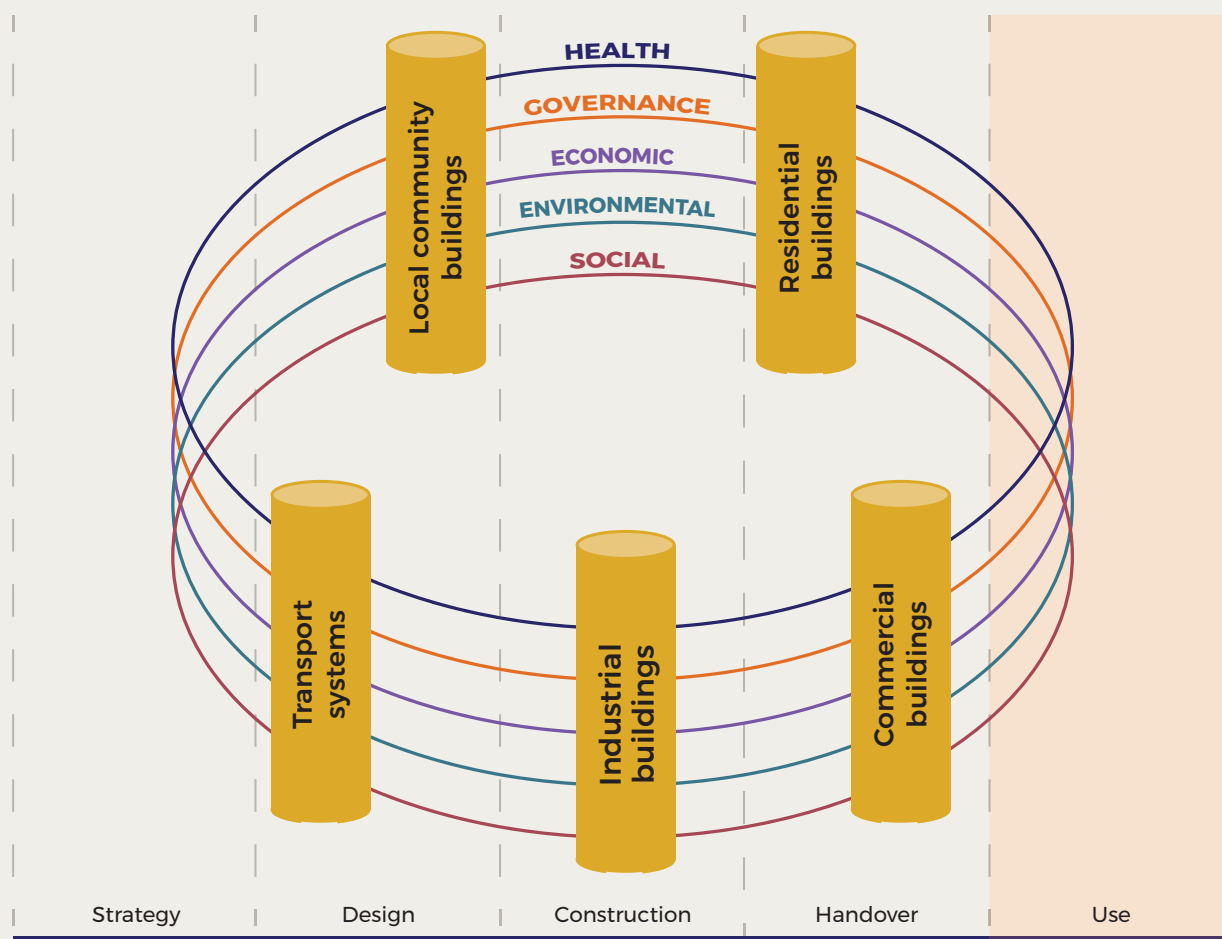 HEALTH
GOVERNANCE
ECONOMIC
ENVIRONMENTAL
SOCIAL
Local community
buildings
Residential
buildings
Transport
systems
Industrial
buildings
Commercial
buildings
Strategy
Design
Construction
Handover
Use